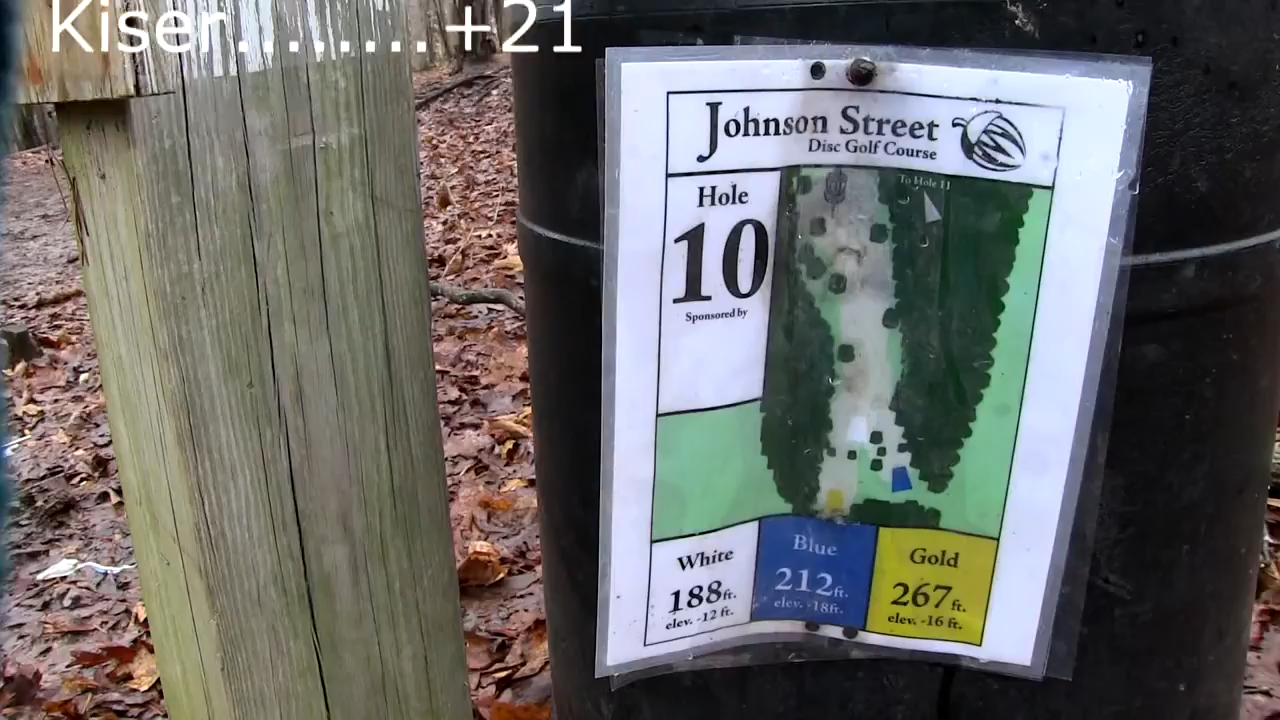 Kiser........+21
Johnson Street
Disc Golf Course
To Hole 11
Hole
10
Sponsored by
White
188ft.
elev. -12 ft.
Blue
212ft.
elev. -18ft.
Gold
267ft.
elev. -16 ft.